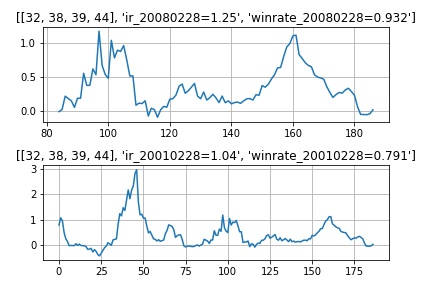 [[32, 38, 39, 44], 'ir_20080228=1.25', 'winrate_20080228=0.932']
1.0
0.5
0.0
80 100 120 140 160 180
[[32, 38, 39, 44], 'ir_20010228=1.04', 'winrate_20010228=0.791']
3
2
1
0
0 25 50 75 100 125 150 175